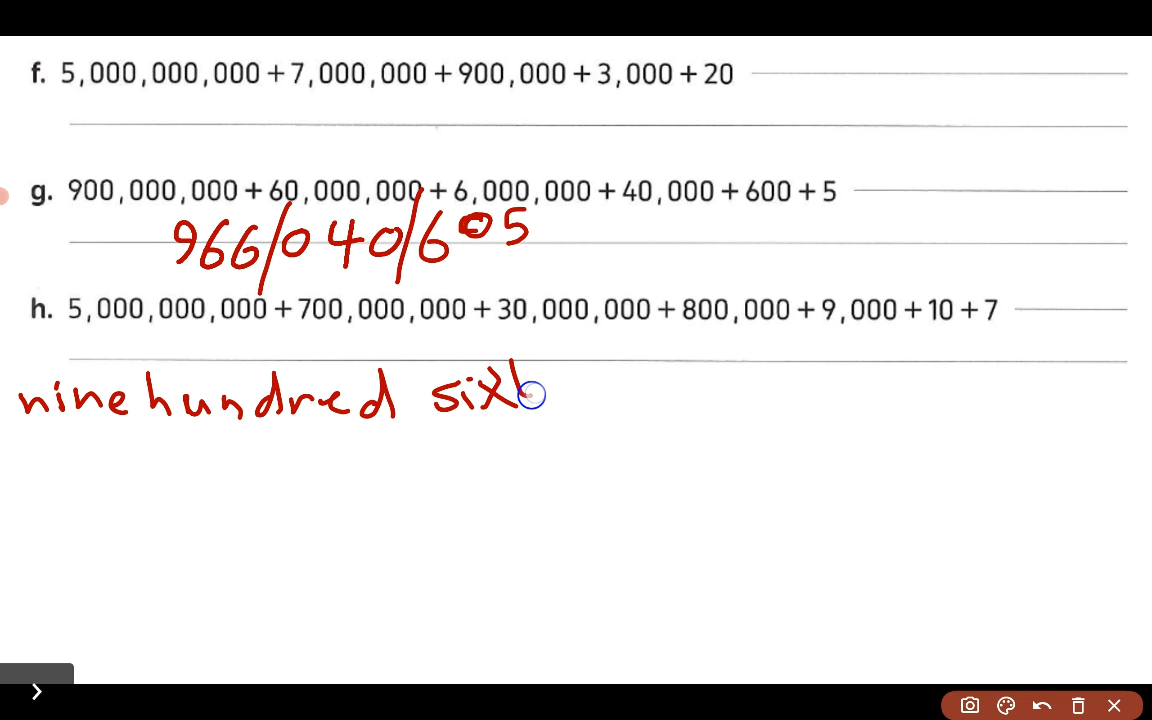 f. 5,000,000,000 + 7,000,000 + 900,000 + 3,000 + 20
g. 900,000,000 + 60,000,000 + 6,000,000 + 40,000 + 600 + 5
966/040/605
h. 5,000,000,000 + 700,000,000 + 30,000,000 + 800,000 + 9,000 + 10 + 7
nine hundred sixt